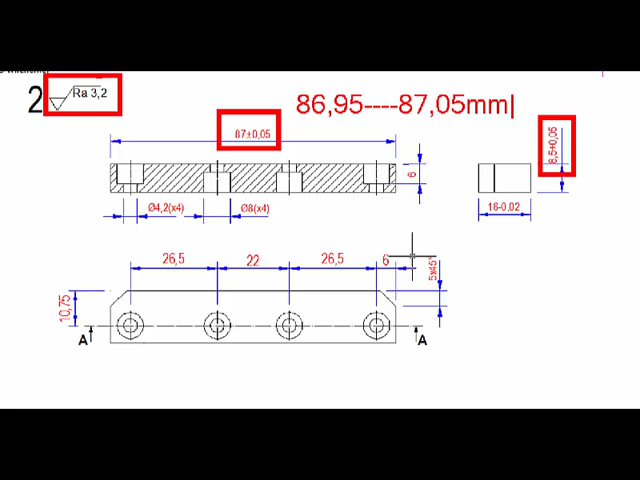 2
Ra 3,2
86,95----87,05mm
87±0,05
8,5±0,05
6
Ø4,2(x4)
Ø8(x4)
16-0,02
26,5
22
26,5
6
5x45°
10,75
A
A